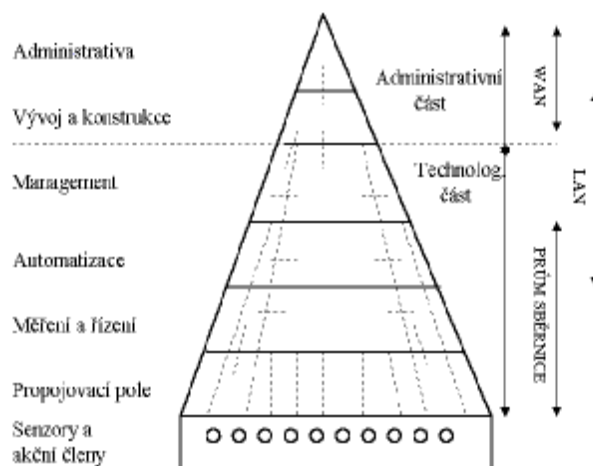 Administrativa
Vývoj a konstrukce
Management
Automatizace
Měření a řízení
Propojovací pole
Senzory a
akční členy
Administrativní
část
Technolog.
část
WAN
LAN
PRŮM SBĚRNICE